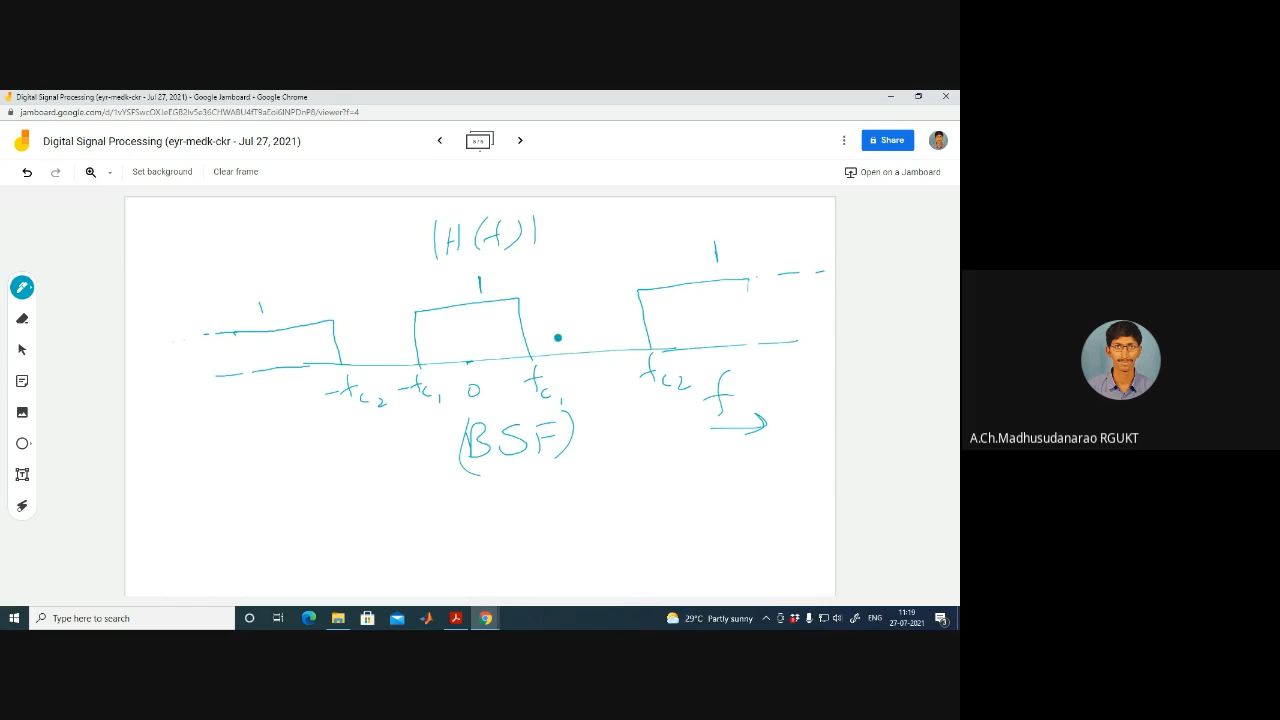 Digital Signal Processing (eyr-medk-ckr - Jul 27, 2021) - Google Jamboard - Google Chrome
Digital Signal Processing (eyr-medk-ckr - Jul 27, 2021)
Share
Set background
Clear frame
Open on a Jamboard
|H(f)|
1 1 1
-fc2 -fc1 0 fc1 fc2
f
(BSF)
A.Ch.Madhusudanarao RGUKT
Type here to search
29°C Partly sunny
ENG
11:19
27-07-2021
3